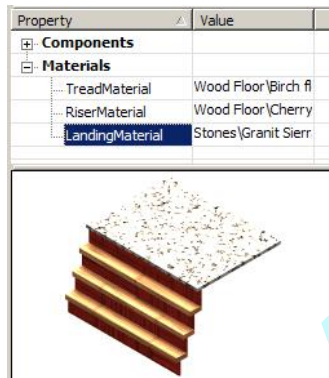 Property Value
Components
Materials
TreadMaterial Wood Floor\Birch fl
RiserMaterial Wood Floor\Cherry
LandingMaterial Stones\Granit Sierr